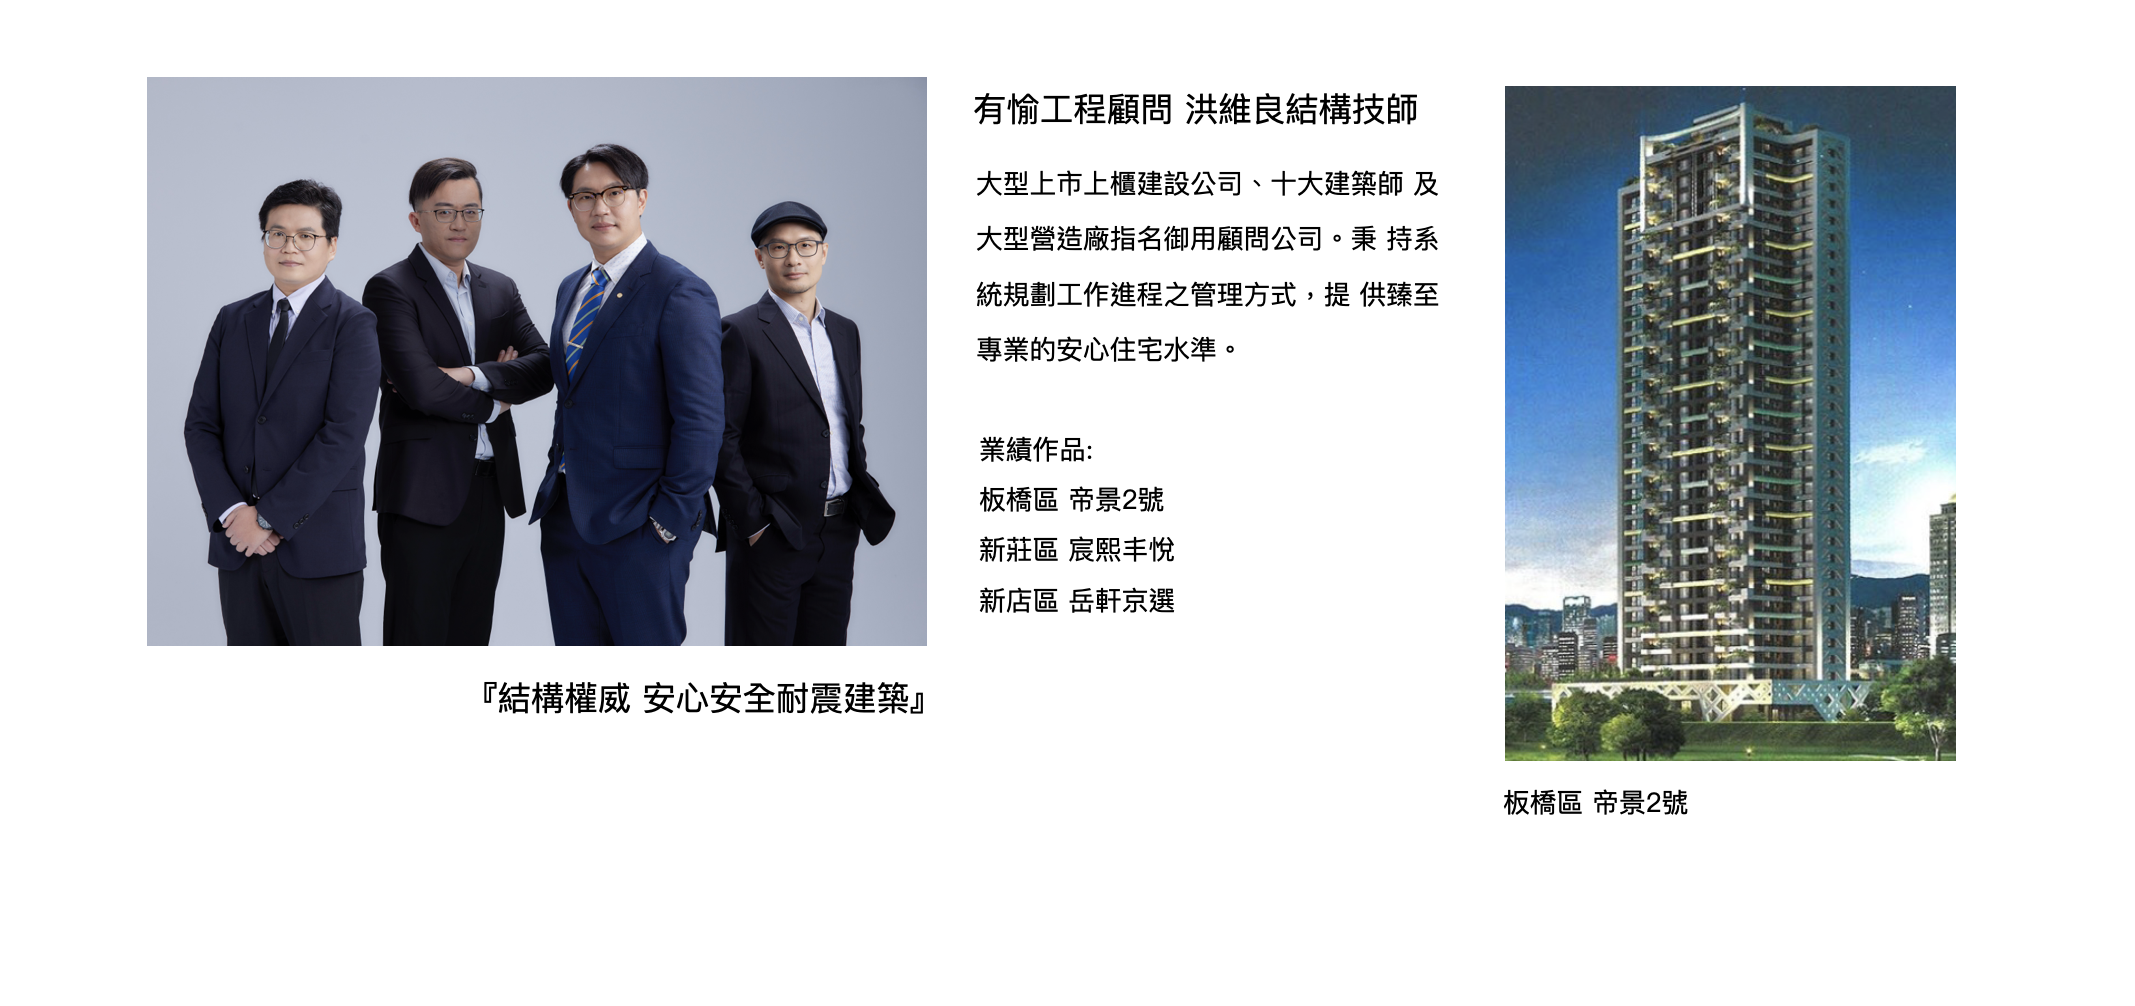 有愉工程顧問 洪維良結構技師
大型上市上櫃建設公司、十大建築師 及
大型營造廠指名御用顧問公司。秉 持系
統規劃工作進程之管理方式，提 供臻至
專業的安心住宅水準。
業績作品:
板橋區 帝景2號
新莊區 宸熙丰悅
新店區 岳軒京選
『結構權威 安心安全耐震建築』
板橋區 帝景2號